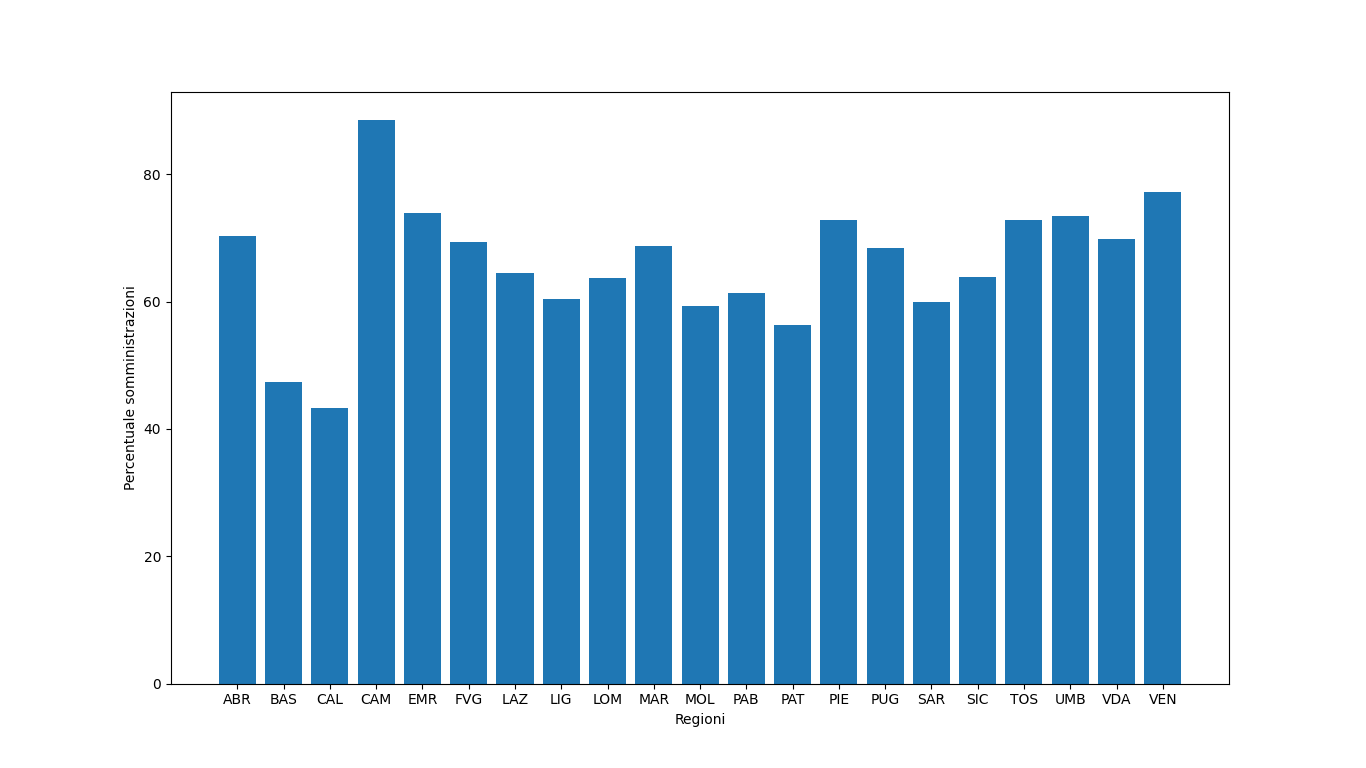 Percentuale somministrazioni
80
60
40
20
0
ABR BAS CAL CAM EMR FVG LAZ LIG LOM MAR MOL PAB PAT PIE PUG SAR SIC TOS UMB VDA VEN
Regioni